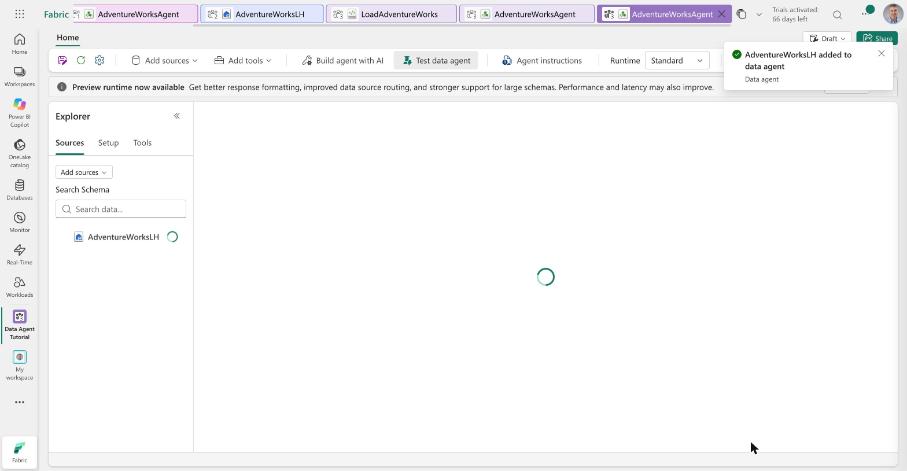 Fabric
AdventureWorksAgent
AdventureWorksLH
LoadAdventureWorks
AdventureWorksAgent
AdventureWorksAgent
Trials activated:
66 days left
Home
Draft
Share
Add sources
Add tools
Build agent with AI
Test data agent
Agent instructions
Runtime
Standard
AdventureWorksLH added to
data agent
Data agent
Preview runtime now available Get better response formatting, improved data source routing, and stronger support for large schemas. Performance and latency may also improve.
Home
Workspaces
Power BI
Copilot
OneLake
catalog
Databases
Monitor
Real-Time
Workloads
Data Agent
Tutorial
My
workspace
Fabric
Explorer
Sources
Setup
Tools
Add sources
Search Schema
Search data...
AdventureWorksLH